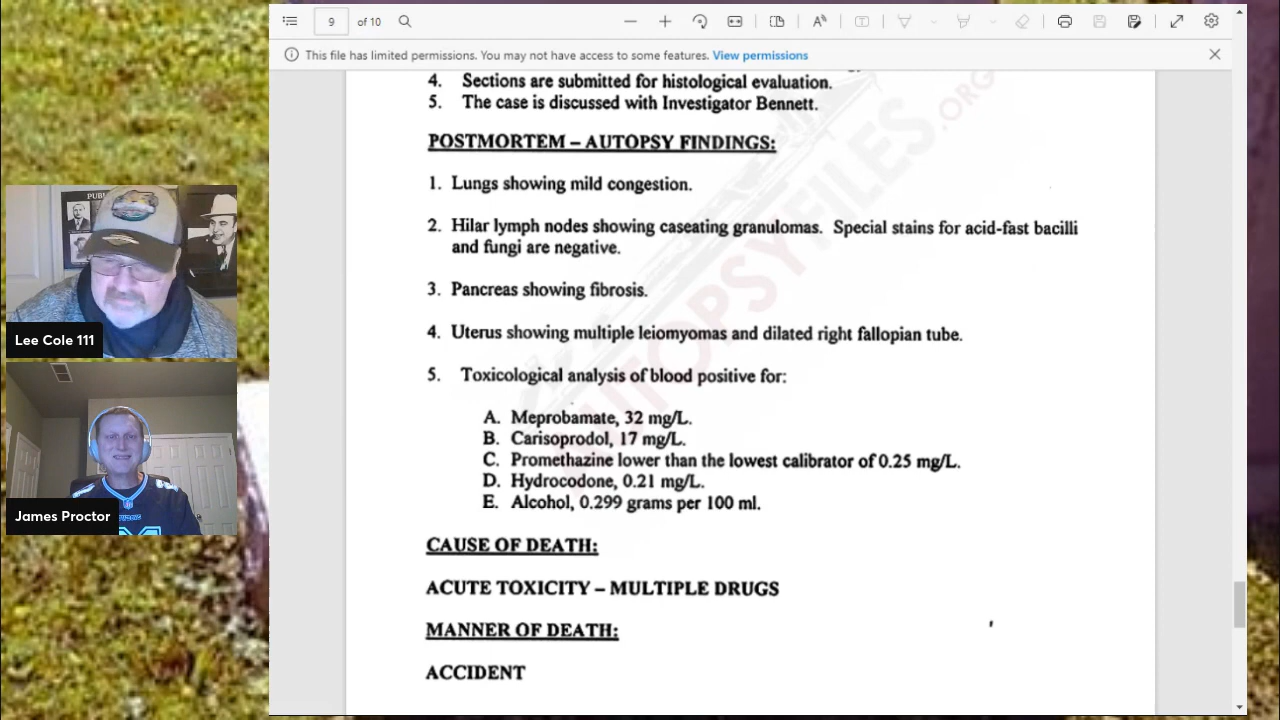 9 of 10
This file has limited permissions. You may not have access to some features. View permissions
4. Sections are submitted for histological evaluation.
5. The case is discussed with Investigator Bennett.
POSTMORTEM – AUTOPSY FINDINGS:
1. Lungs showing mild congestion.
2. Hilar lymph nodes showing caseating granulomas. Special stains for acid-fast bacilli
and fungi are negative.
3. Pancreas showing fibrosis.
4. Uterus showing multiple leiomyomas and dilated right fallopian tube.
5. Toxicological analysis of blood positive for:
A. Meprobamate, 32 mg/L.
B. Carisoprodol, 17 mg/L.
C. Promethazine lower than the lowest calibrator of 0.25 mg/L.
D. Hydrocodone, 0.21 mg/L.
E. Alcohol, 0.299 grams per 100 ml.
CAUSE OF DEATH:
ACUTE TOXICITY – MULTIPLE DRUGS
MANNER OF DEATH:
ACCIDENT
AUTOPSYFILES.ORG
Lee Cole 111
James Proctor